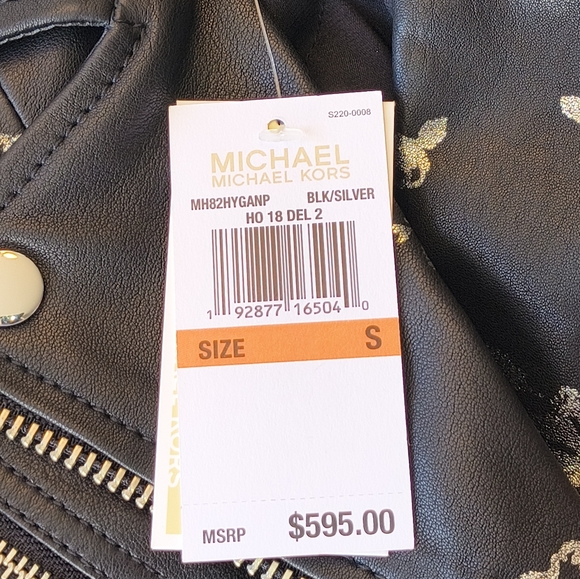 S220-0008
MICHAEL
MICHAEL KORS
MH82HYGANP BLK/SILVER
HO 18 DEL 2
1 92877 16504 0
SIZE S
KORS
MSRP $595.00